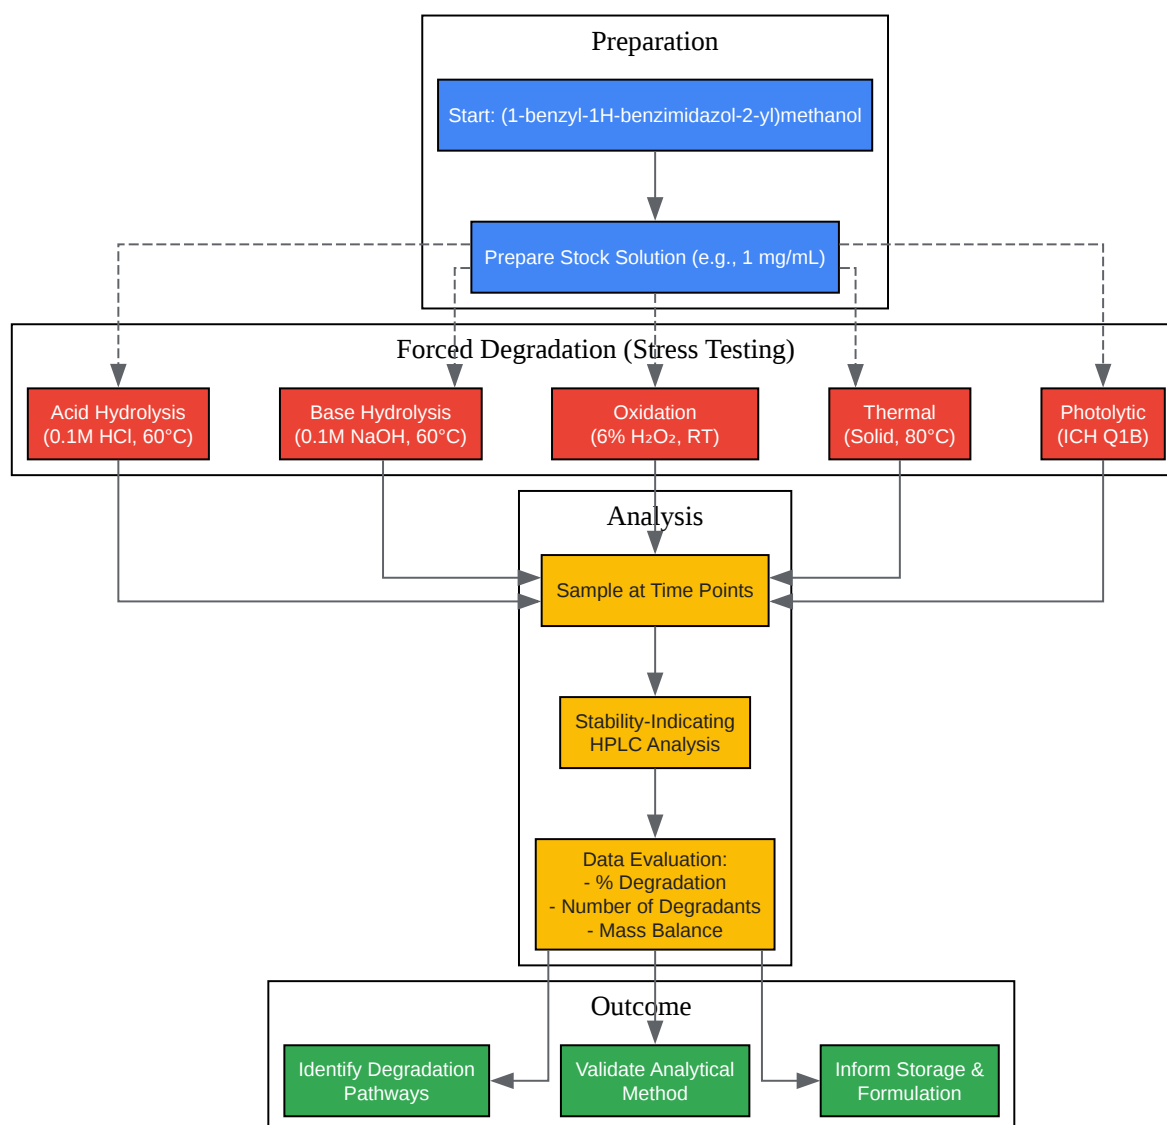 Preparation
Start: (1-benzyl-1H-benzimidazol-2-yl)methanol
Prepare Stock Solution (e.g., 1 mg/mL)
Forced Degradation (Stress Testing)
Acid Hydrolysis
(0.1M HCl, 60°C)
Base Hydrolysis
(0.1M NaOH, 60°C)
Oxidation
(6% H₂O₂, RT)
Thermal
(Solid, 80°C)
Photolytic
(ICH Q1B)
Analysis
Sample at Time Points
Stability-Indicating
HPLC Analysis
Data Evaluation:
- % Degradation
- Number of Degradants
- Mass Balance
Outcome
Identify Degradation
Pathways
Validate Analytical
Method
Inform Storage &
Formulation